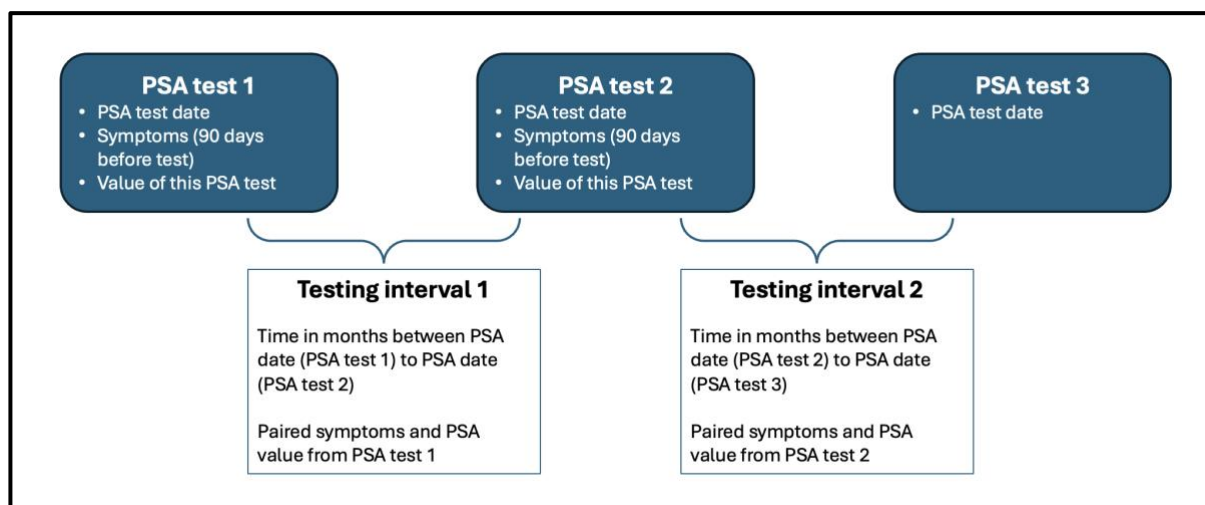 PSA test 1
• PSA test date
• Symptoms (90 days
before test)
• Value of this PSA test
PSA test 2
• PSA test date
• Symptoms (90 days
before test)
• Value of this PSA test
PSA test 3
• PSA test date
Testing interval 1
Time in months between PSA
date (PSA test 1) to PSA date
(PSA test 2)
Paired symptoms and PSA
value from PSA test 1
Testing interval 2
Time in months between PSA
date (PSA test 2) to PSA date
(PSA test 3)
Paired symptoms and PSA
value from PSA test 2